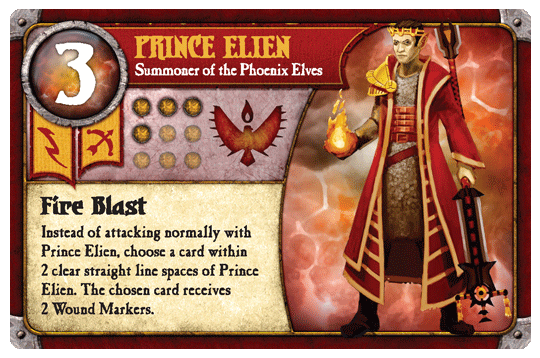 3
PRINCE ELIEN
Summoner of the Phoenix Elves
Fire Blast
Instead of attacking normally with
Prince Elien, choose a card within
2 clear straight line spaces of Prince
Elien. The chosen card receives
2 Wound Markers.